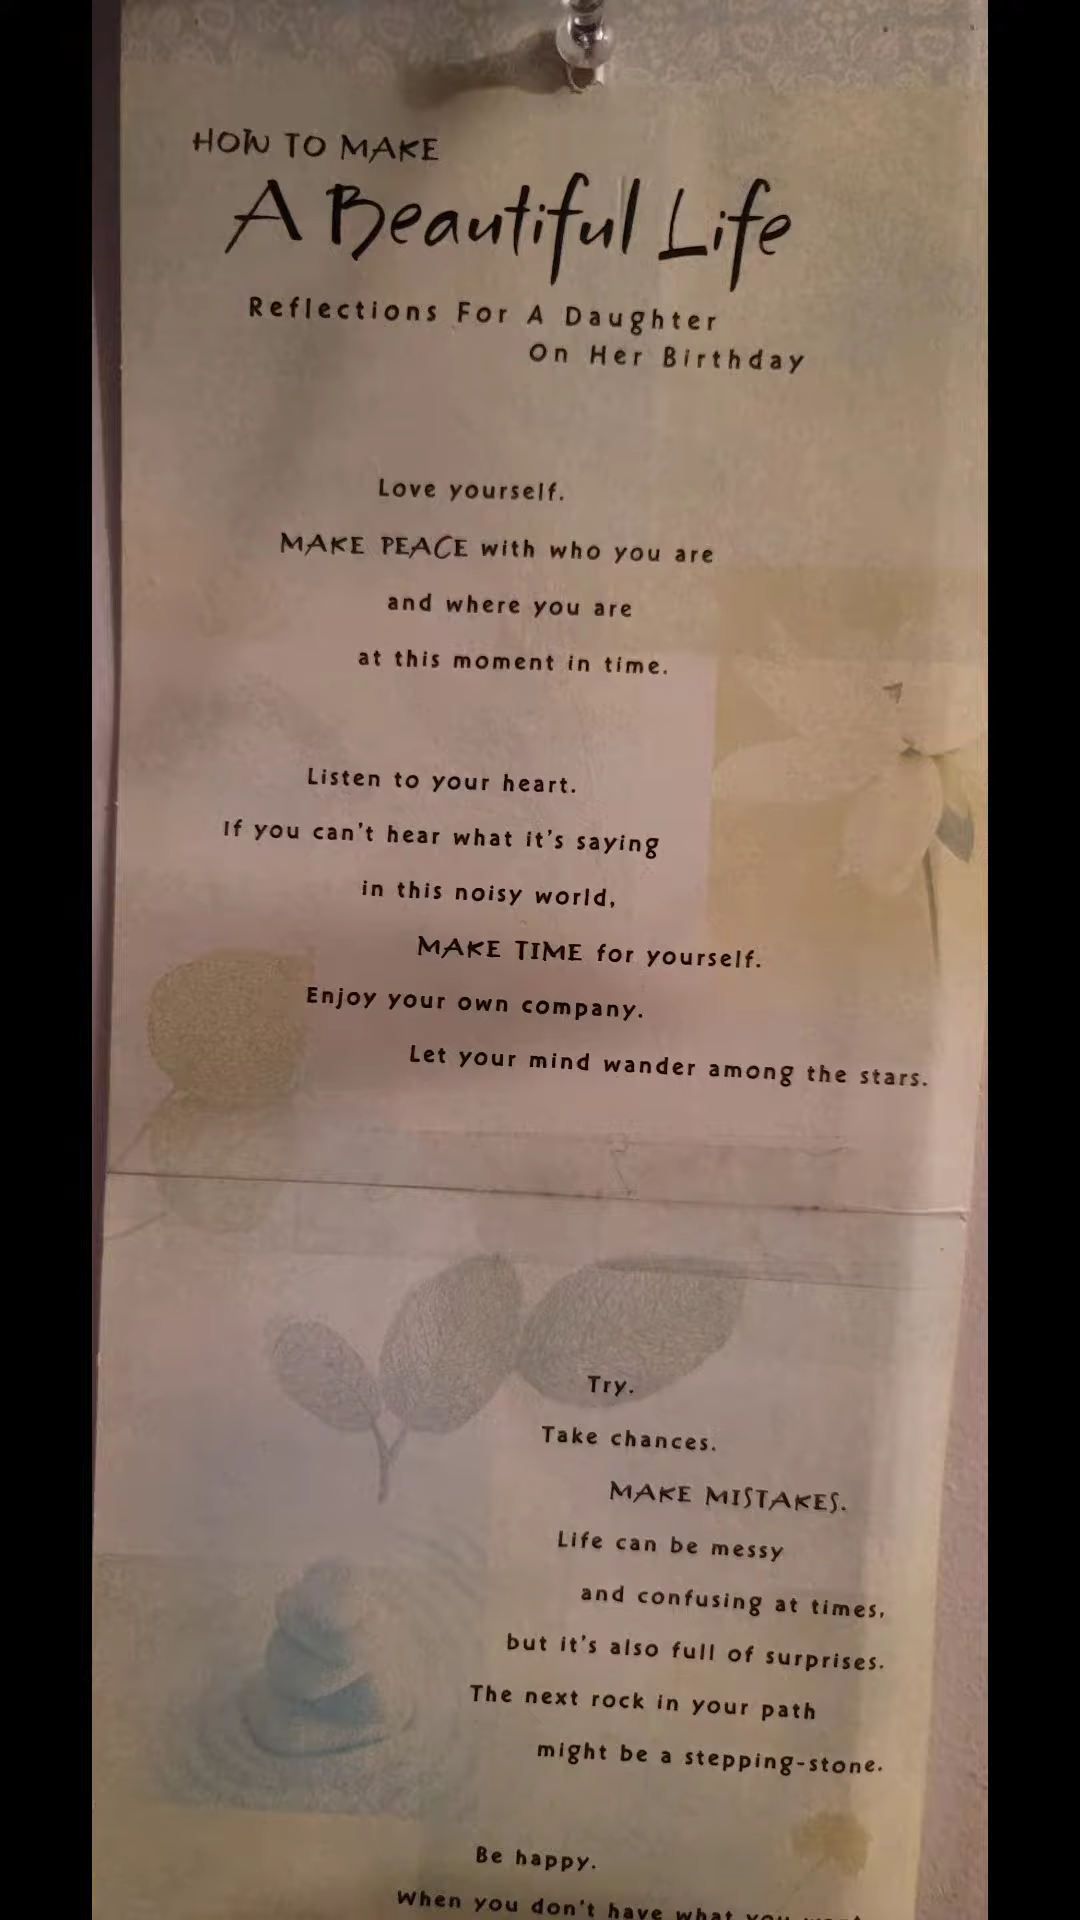 HOW TO MAKE
A Beautiful Life
Reflections For A Daughter
On Her Birthday
Love yourself.
MAKE PEACE with who you are
and where you are
at this moment in time.
Listen to your heart.
If you can't hear what it's saying
in this noisy world,
MAKE TIME for yourself.
Enjoy your own company.
Let your mind wander among the stars.
Try.
Take chances.
MAKE MISTAKES.
Life can be messy
and confusing at times,
but it's also full of surprises.
The next rock in your path
might be a stepping-stone.
Be happy.
When you don't have what you